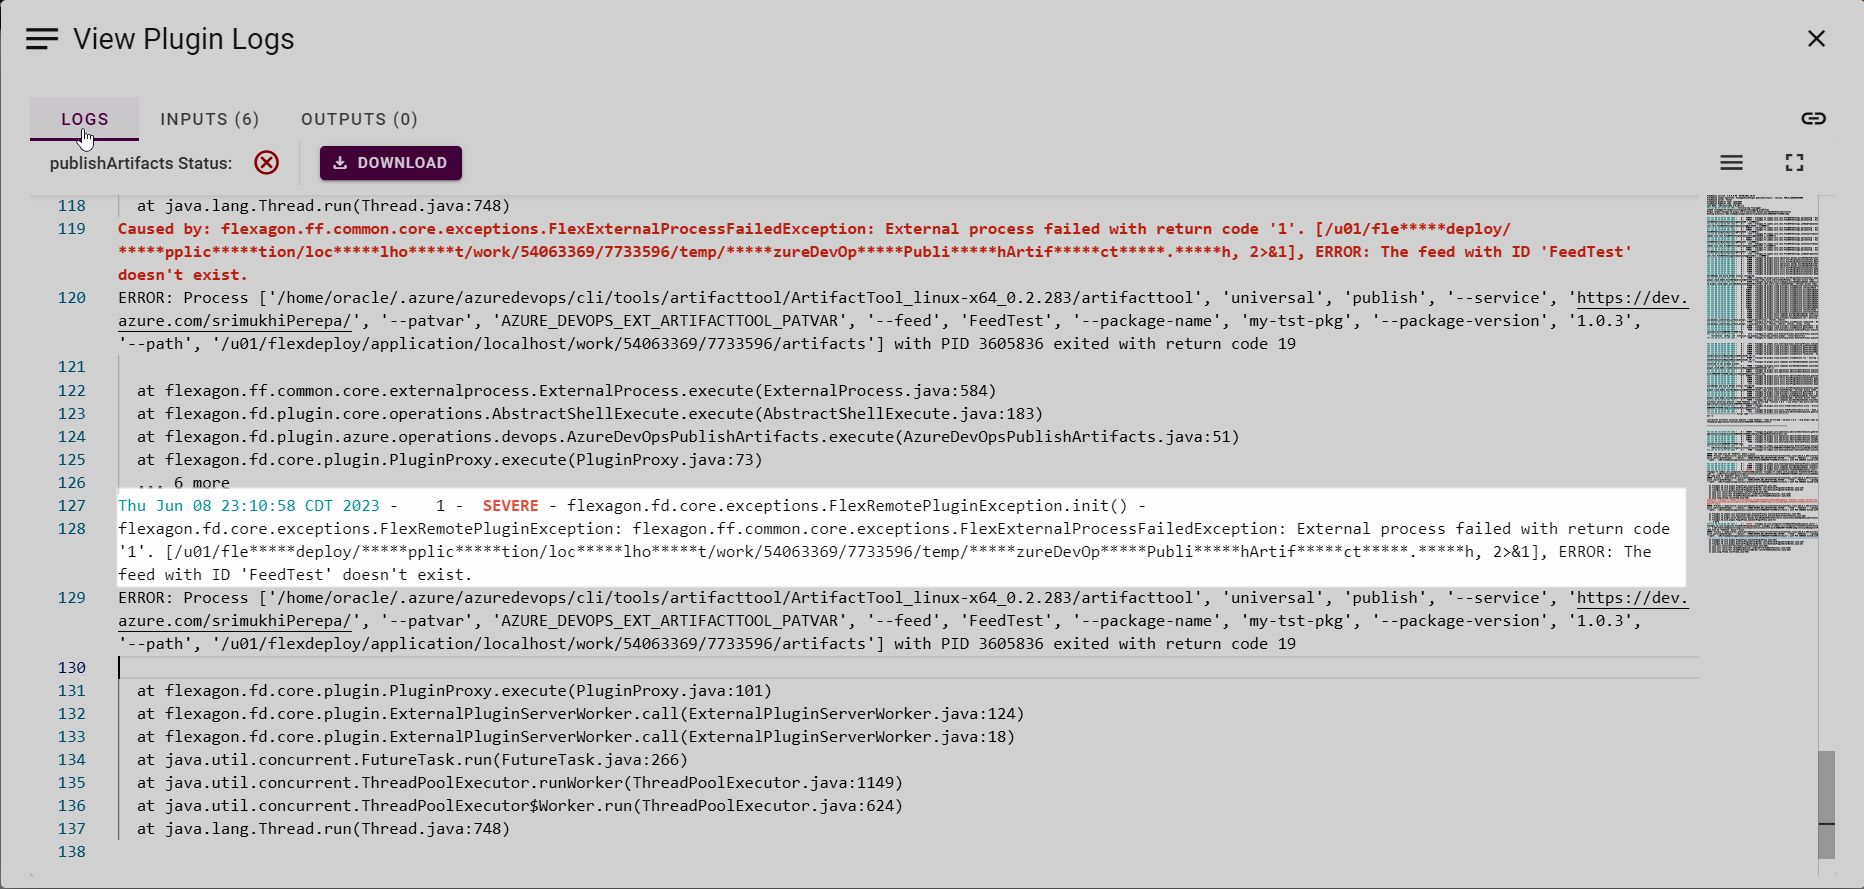 View Plugin Logs
LOGS
INPUTS (6)
OUTPUTS (0)
publishArtifacts Status:
DOWNLOAD
118 at java.lang.Thread.run(Thread.java:748)
119 Caused by: flexagon.ff.common.core.exceptions.FlexExternalProcessFailedException: External process failed with return code '1'. [/u01/fle*****deploy/
*****pplic*****tion/loc*****lho*****t/work/54063369/7733596/temp/*****zureDevOp*****Publi*****hArtif*****ct*****.*****h, 2>&1], ERROR: The feed with ID 'FeedTest'
doesn't exist.
120 ERROR: Process ['/home/oracle/.azure/azuredevops/cli/tools/artifacttool/ArtifactTool_linux-x64_0.2.283/artifacttool', 'universal', 'publish', '--service', 'https://dev.
azure.com/srimukhiPerepa/', '--patvar', 'AZURE_DEVOPS_EXT_ARTIFACTTOOL_PATVAR', '--feed', 'FeedTest', '--package-name', 'my-tst-pkg', '--package-version', '1.0.3',
'--path', '/u01/flexdeploy/application/localhost/work/54063369/7733596/artifacts'] with PID 3605836 exited with return code 19
121
122 at flexagon.ff.common.core.externalprocess.ExternalProcess.execute(ExternalProcess.java:584)
123 at flexagon.fd.plugin.core.operations.AbstractShellExecute.execute(AbstractShellExecute.java:183)
124 at flexagon.fd.plugin.azure.operations.devops.AzureDevOpsPublishArtifacts.execute(AzureDevOpsPublishArtifacts.java:51)
125 at flexagon.fd.core.plugin.PluginProxy.execute(PluginProxy.java:73)
126 ... 6 more
127 Thu Jun 08 23:10:58 CDT 2023 - 1 - SEVERE - flexagon.fd.core.exceptions.FlexRemotePluginException.init() -
128 flexagon.fd.core.exceptions.FlexRemotePluginException: flexagon.ff.common.core.exceptions.FlexExternalProcessFailedException: External process failed with return code
'1'. [/u01/fle*****deploy/*****pplic*****tion/loc*****lho*****t/work/54063369/7733596/temp/*****zureDevOp*****Publi*****hArtif*****ct*****.*****h, 2>&1], ERROR: The
feed with ID 'FeedTest' doesn't exist.
129 ERROR: Process ['/home/oracle/.azure/azuredevops/cli/tools/artifacttool/ArtifactTool_linux-x64_0.2.283/artifacttool', 'universal', 'publish', '--service', 'https://dev.
azure.com/srimukhiPerepa/', '--patvar', 'AZURE_DEVOPS_EXT_ARTIFACTTOOL_PATVAR', '--feed', 'FeedTest', '--package-name', 'my-tst-pkg', '--package-version', '1.0.3',
'--path', '/u01/flexdeploy/application/localhost/work/54063369/7733596/artifacts'] with PID 3605836 exited with return code 19
130
131 at flexagon.fd.core.plugin.PluginProxy.execute(PluginProxy.java:101)
132 at flexagon.fd.core.plugin.ExternalPluginServerWorker.call(ExternalPluginServerWorker.java:124)
133 at flexagon.fd.core.plugin.ExternalPluginServerWorker.call(ExternalPluginServerWorker.java:18)
134 at java.util.concurrent.FutureTask.run(FutureTask.java:266)
135 at java.util.concurrent.ThreadPoolExecutor.runWorker(ThreadPoolExecutor.java:1149)
136 at java.util.concurrent.ThreadPoolExecutor$Worker.run(ThreadPoolExecutor.java:624)
137 at java.lang.Thread.run(Thread.java:748)
138